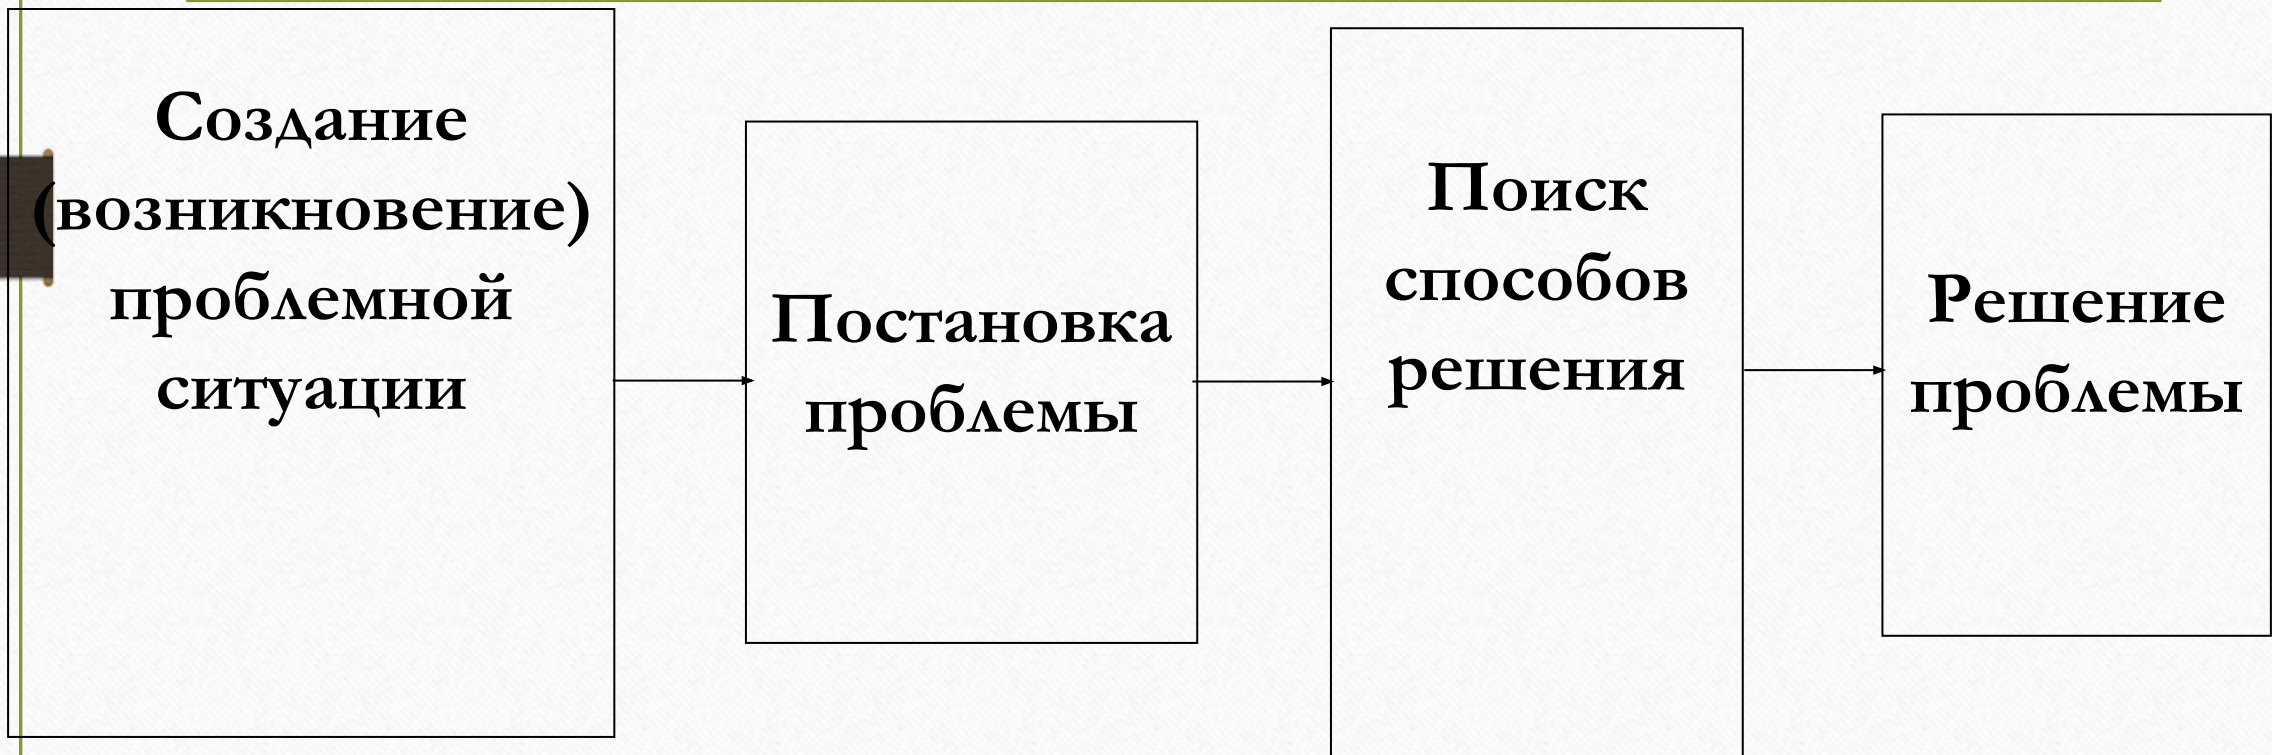 Создание
(возникновение)
проблемной
ситуации
Постановка
проблемы
Поиск
способов
решения
Решение
проблемы